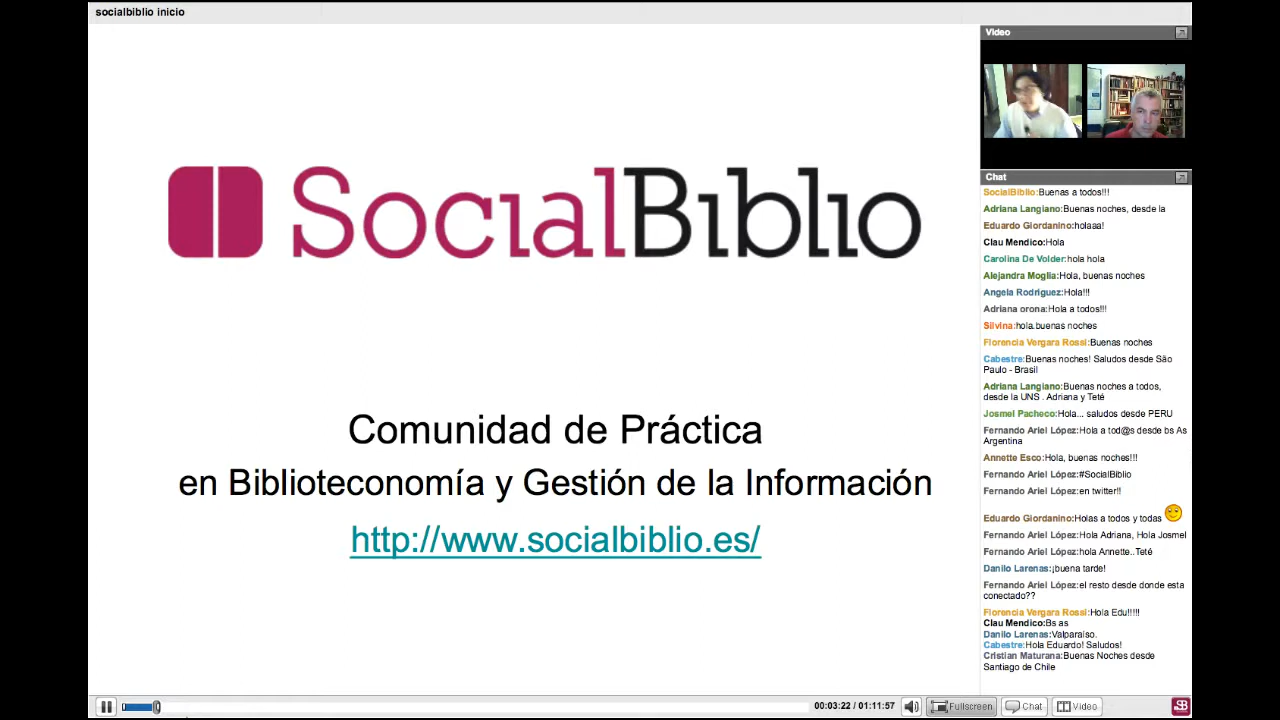 socialbiblio inicio
SocialBiblio
Comunidad de Práctica
en Biblioteconomía y Gestión de la Información
http://www.socialbiblio.es/
Video
Chat
SocialBiblio:Buenas a todos!!!
Adriana Langiano:Buenas noches, desde la
Eduardo Giordanino:holaaa!
Clau Mendico:Hola
Carolina De Volder:hola hola
Alejandra Moglia:Hola, buenas noches
Angela Rodriguez:Hola!!!
Adriana orona:Hola a todos!!!
Silvina:hola.buenas noches
Florencia Vergara Rossi:Buenas noches
Cabestre:Buenas noches! Saludos desde São
Paulo - Brasil
Adriana Langiano:Buenas noches a todos,
desde la UNS . Adriana y Teté
Josmel Pacheco:Hola... saludos desde PERU
Fernando Ariel López:Hola a tod@s desde bs As
Argentina
Annette Esco:Hola, buenas noches!!!
Fernando Ariel López:#SocialBiblio
Fernando Ariel López:en twitter!!
Eduardo Giordanino:Holas a todos y todas
Fernando Ariel López:Hola Adriana, Hola Josmel
Fernando Ariel López:hola Annette..Teté
Danilo Larenas:¡buena tarde!
Fernando Ariel López:el resto desde donde esta
conectado??
Florencia Vergara Rossi:Hola Edu!!!!!
Clau Mendico:Bs as
Danilo Larenas:Valparaíso.
Cabestre:Hola Eduardo! Saludos!
Cristian Maturana:Buenas Noches desde
Santiago de Chile
00:03:22 / 01:11:57
Fullscreen
Chat
Video
SB